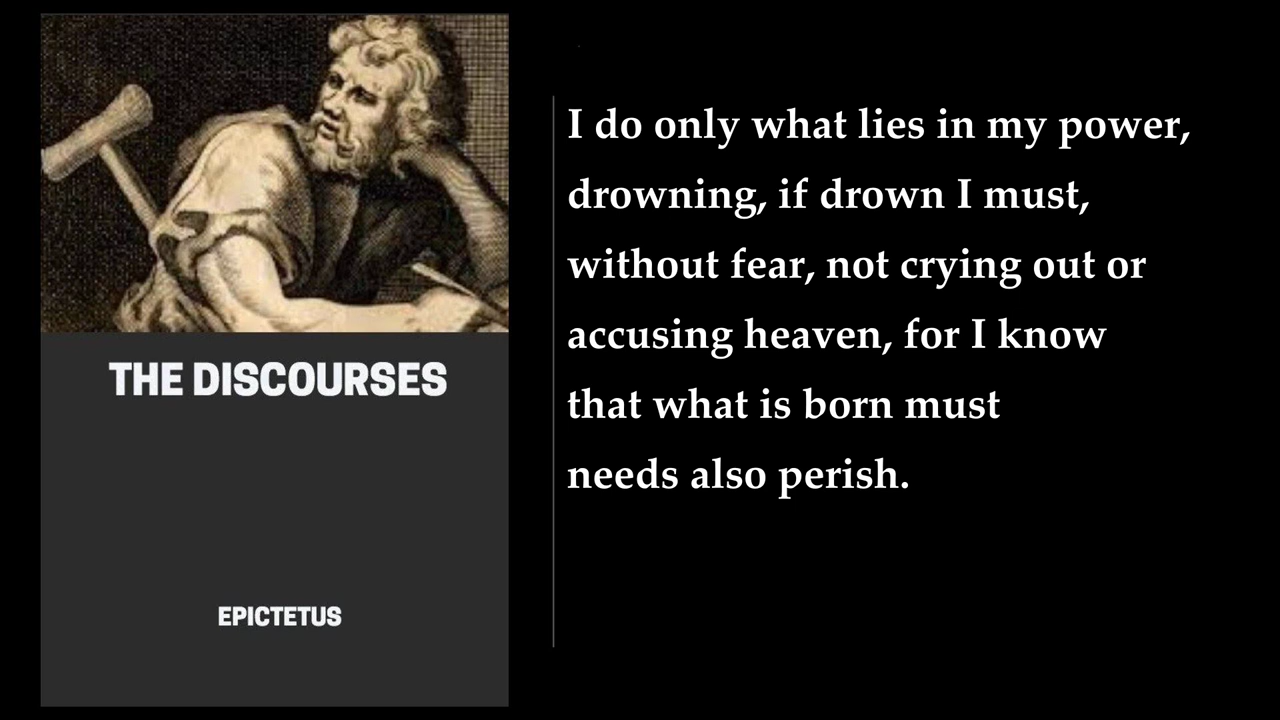 THE DISCOURSES
EPICTETUS
I do only what lies in my power,
drowning, if drown I must,
without fear, not crying out or
accusing heaven, for I know
that what is born must
needs also perish.